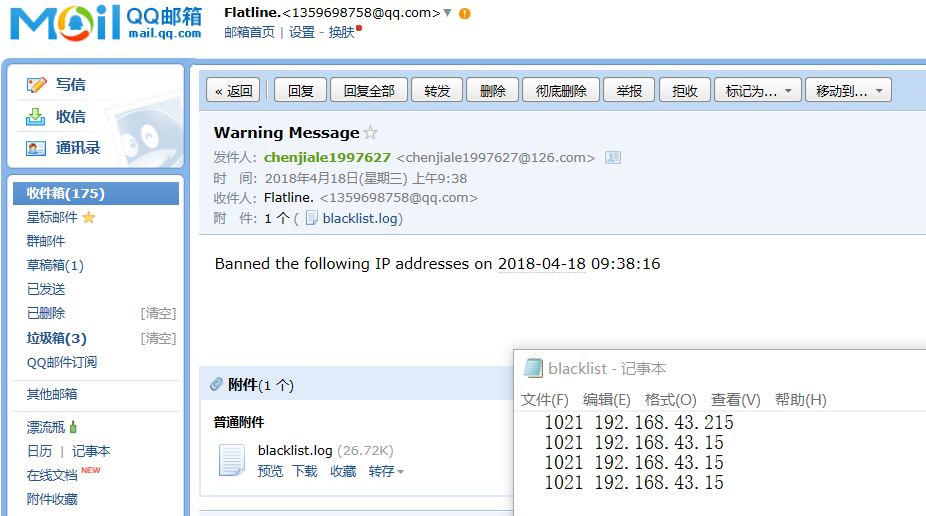 Mail QQ邮箱
mail.qq.com
Flatline.<1359698758@qq.com>
邮箱首页 | 设置 - 换肤
写信
收信
通讯录
收件箱(175)
星标邮件
群邮件
草稿箱(1)
已发送
已删除 [清空]
垃圾箱(3) [清空]
QQ邮件订阅
其他邮箱
漂流瓶
日历 | 记事本
在线文档 NEW
附件收藏
« 返回 回复 回复全部 转发 删除 彻底删除 举报 拒收 标记为... 移动到...
Warning Message
发件人: chenjiale1997627 <chenjiale1997627@126.com>
时 间: 2018年4月18日(星期三) 上午9:38
收件人: Flatline. <1359698758@qq.com>
附 件: 1 个 ( blacklist.log)
Banned the following IP addresses on 2018-04-18 09:38:16
附件(1 个)
普通附件
blacklist.log (26.72K)
预览 下载 收藏 转存
blacklist - 记事本
文件(F) 编辑(E) 格式(O) 查看(V) 帮助(H)
1021 192.168.43.215
1021 192.168.43.15
1021 192.168.43.15
1021 192.168.43.15